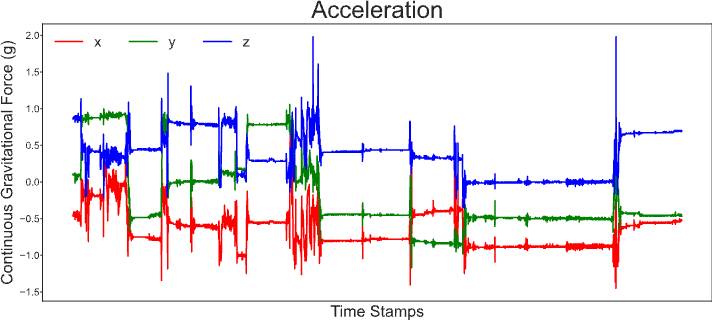 Acceleration
Continuous Gravitational Force (g)
2.0
1.5
1.0
0.5
0.0
−0.5
−1.0
−1.5
x y z
Time Stamps